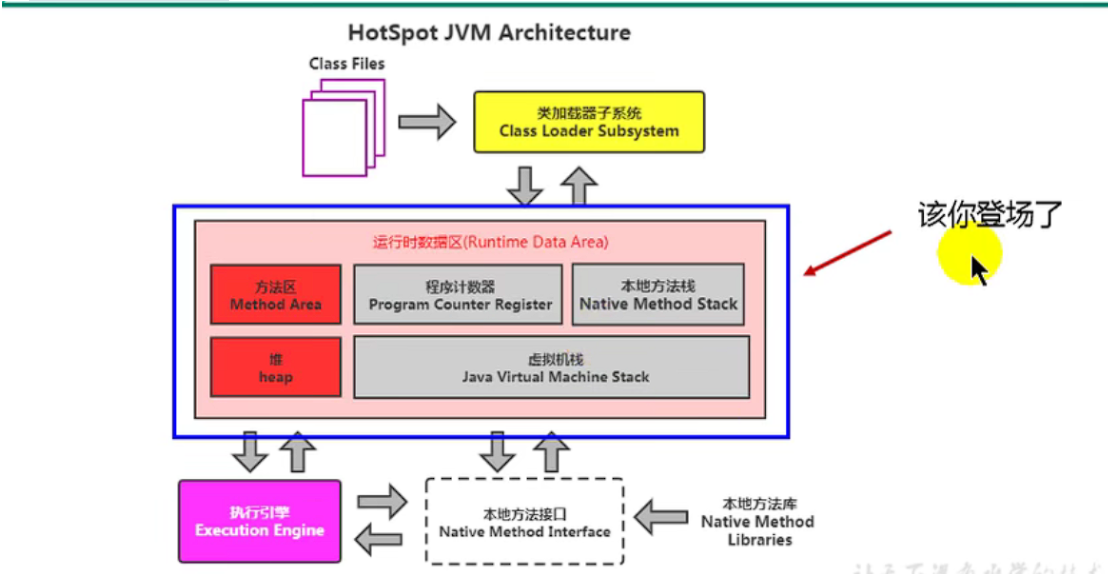 HotSpot JVM Architecture
Class Files
类加载器子系统
Class Loader Subsystem
该你登场了
运行时数据区(Runtime Data Area)
方法区
Method Area
程序计数器
Program Counter Register
本地方法栈
Native Method Stack
堆
heap
虚拟机栈
Java Virtual Machine Stack
执行引擎
Execution Engine
本地方法接口
Native Method Interface
本地方法库
Native Method
Libraries